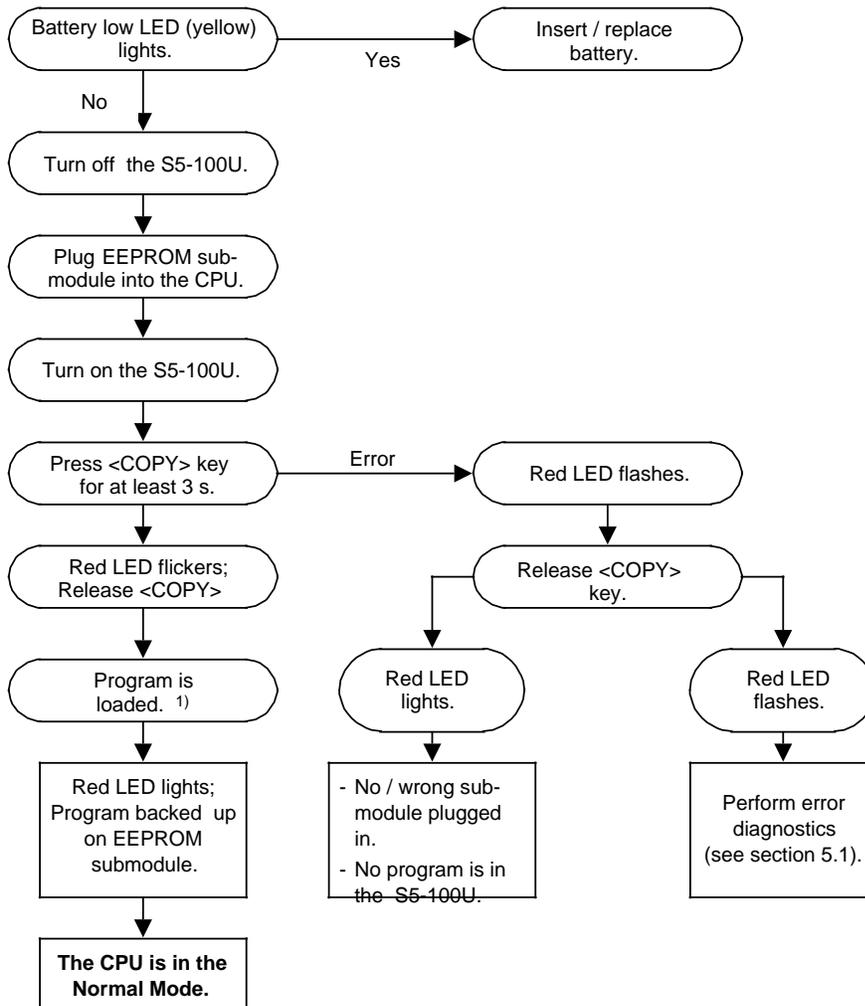 Battery low LED (yellow)
lights.
Yes
Insert / replace
battery.
No
Turn off the S5-100U.
Plug EEPROM sub-
module into the CPU.
Turn on the S5-100U.
Press <COPY> key
for at least 3 s.
Error
Red LED flashes.
Red LED flickers;
Release <COPY>
Release <COPY>
key.
Program is
loaded. 1)
Red LED
lights.
Red LED
flashes.
Red LED lights;
Program backed up
on EEPROM
submodule.
- No / wrong sub-
module plugged
in.
- No program is in
the S5-100U.
Perform error
diagnostics
(see section 5.1).
The CPU is in the
Normal Mode.